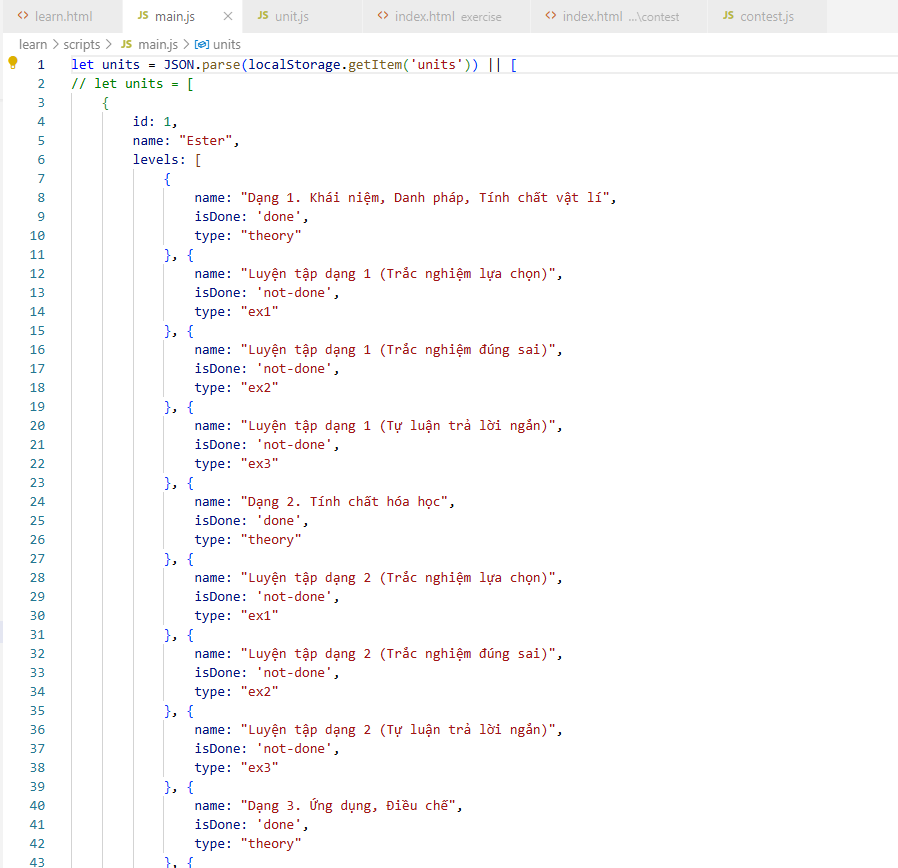 <> learn.html JS main.js × JS unit.js <> index.html exercise <> index.html ...\contest JS contest.js
learn > scripts > JS main.js > units
1 let units = JSON.parse(localStorage.getItem('units')) || [
2 // let units = [
3 {
4 id: 1,
5 name: "Ester",
6 levels: [
7 {
8 name: "Dạng 1. Khái niệm, Danh pháp, Tính chất vật lí",
9 isDone: 'done',
10 type: "theory"
11 }, {
12 name: "Luyện tập dạng 1 (Trắc nghiệm lựa chọn)",
13 isDone: 'not-done',
14 type: "ex1"
15 }, {
16 name: "Luyện tập dạng 1 (Trắc nghiệm đúng sai)",
17 isDone: 'not-done',
18 type: "ex2"
19 }, {
20 name: "Luyện tập dạng 1 (Tự luận trả lời ngắn)",
21 isDone: 'not-done',
22 type: "ex3"
23 }, {
24 name: "Dạng 2. Tính chất hóa học",
25 isDone: 'done',
26 type: "theory"
27 }, {
28 name: "Luyện tập dạng 2 (Trắc nghiệm lựa chọn)",
29 isDone: 'not-done',
30 type: "ex1"
31 }, {
32 name: "Luyện tập dạng 2 (Trắc nghiệm đúng sai)",
33 isDone: 'not-done',
34 type: "ex2"
35 }, {
36 name: "Luyện tập dạng 2 (Tự luận trả lời ngắn)",
37 isDone: 'not-done',
38 type: "ex3"
39 }, {
40 name: "Dạng 3. Ứng dụng, Điều chế",
41 isDone: 'done',
42 type: "theory"
43 }, {